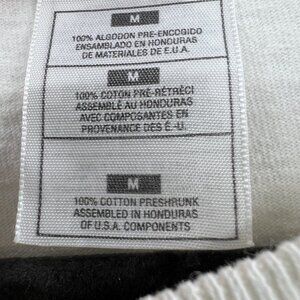 M
100% ALGODON PRE-ENCOGIDO
ENSAMBLADO EN HONDURAS
DE MATERIALES DE E.U.A.
M
100% COTON PRÉ-RÉTRÉCI
ASSEMBLÉ AU HONDURAS
AVEC COMPOSANTES EN
PROVENANCE DES É.-U.
M
100% COTTON PRESHRUNK
ASSEMBLED IN HONDURAS
OF U.S.A. COMPONENTS